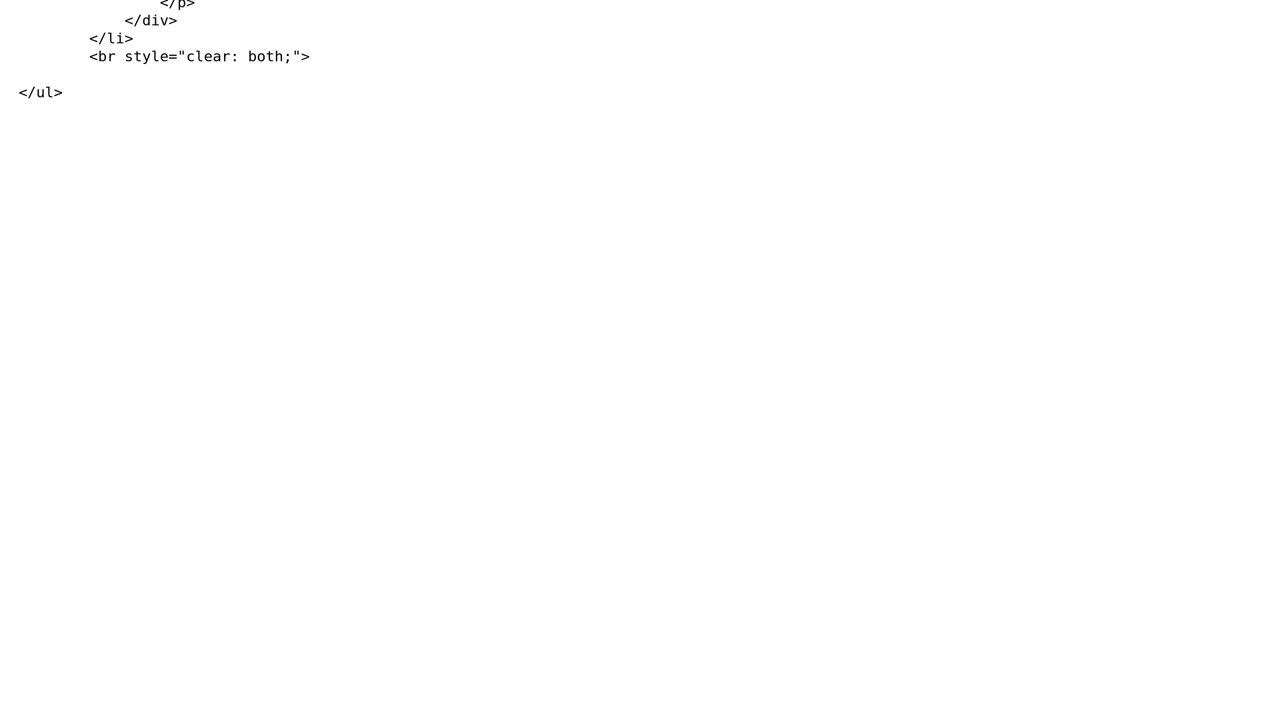 </p>
</div>
</li>
<br style="clear: both;">
</ul>